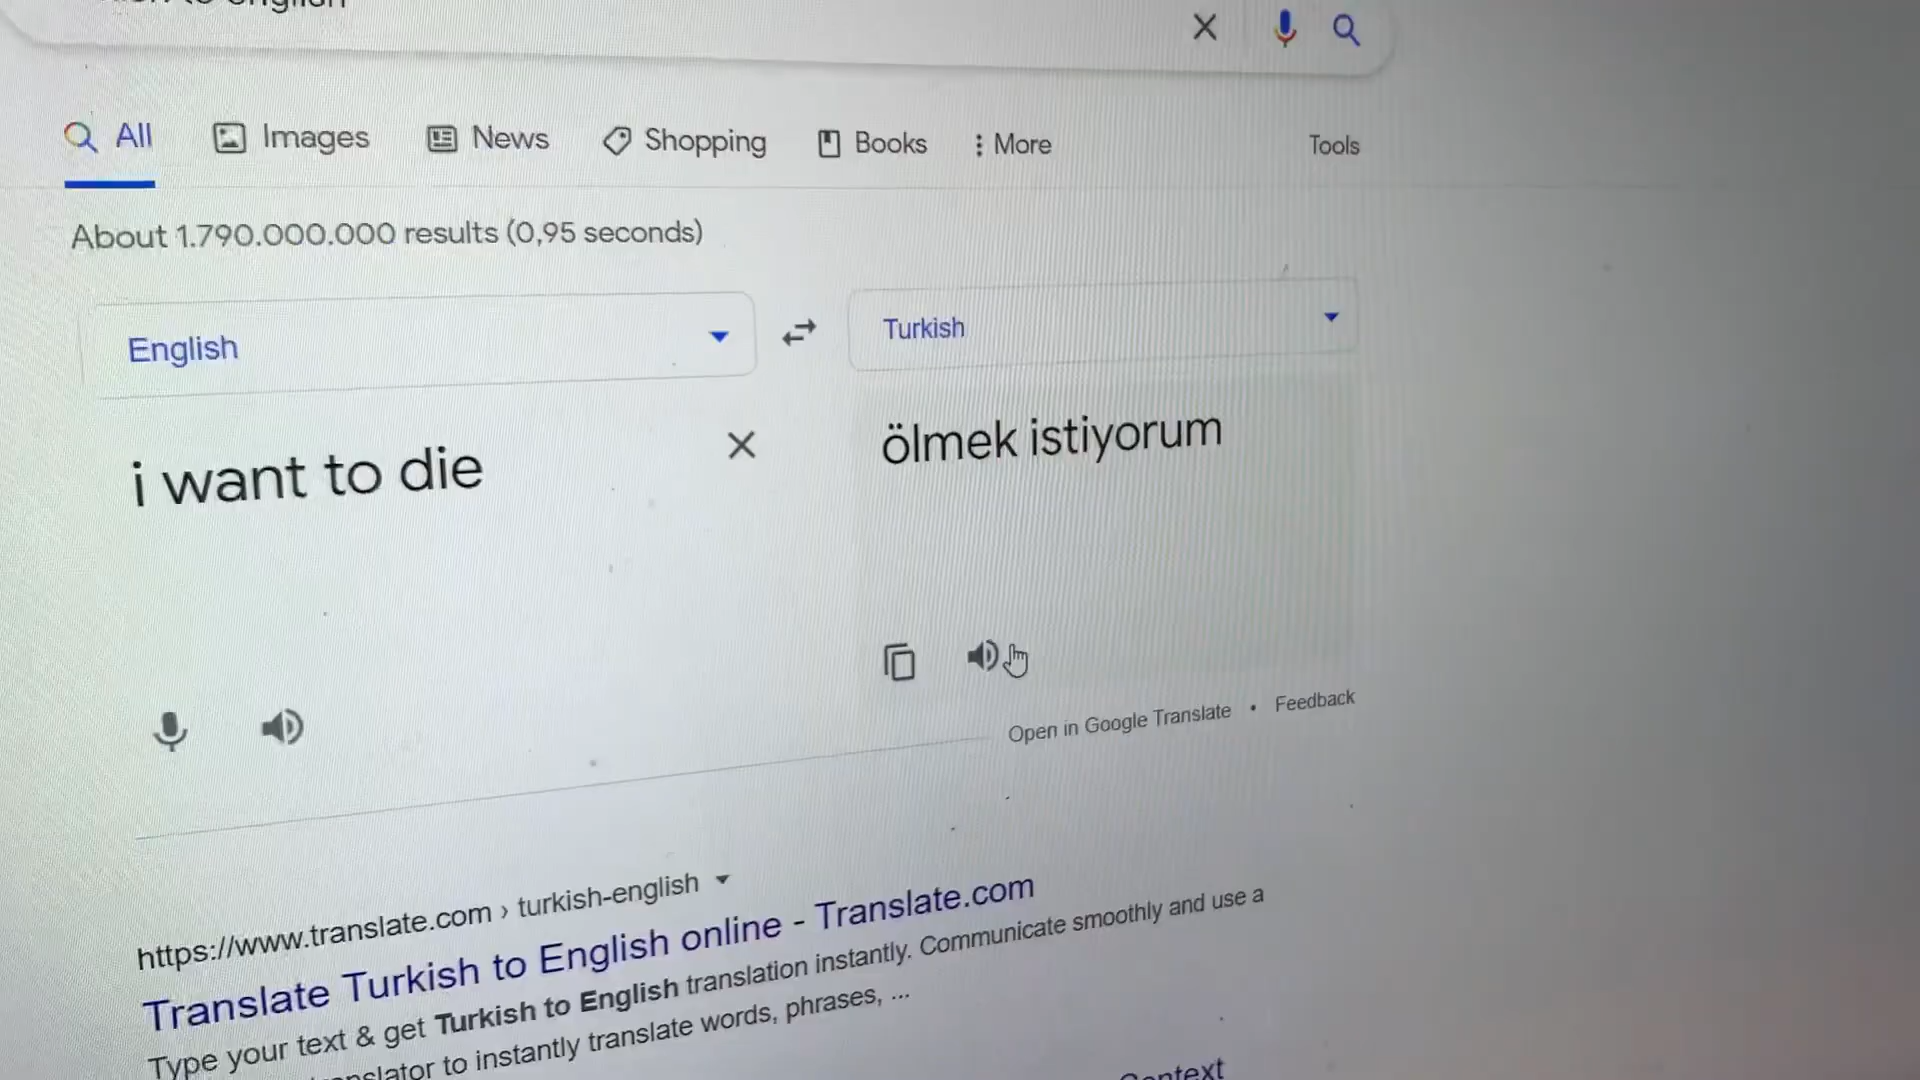 to english
All Images News Shopping Books More Tools
About 1.790.000.000 results (0,95 seconds)
English Turkish
i want to die ölmek istiyorum
Open in Google Translate • Feedback
https://www.translate.com › turkish-english
Translate Turkish to English online - Translate.com
Type your text & get Turkish to English translation instantly. Communicate smoothly and use a
to instantly translate words, phrases, ...
Context